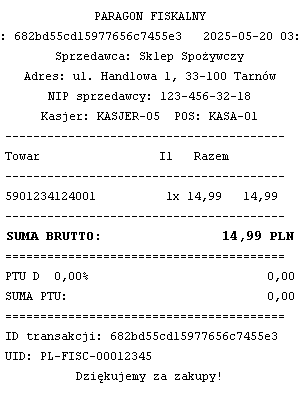 PARAGON FISKALNY
: 682bd55cd15977656c7455e3   2025-05-20 03:
Sprzedawca: Sklep Spożywczy
Adres: ul. Handlowa 1, 33-100 Tarnów
NIP sprzedawcy: 123-456-32-18
Kasjer: KASJER-05  POS: KASA-01
----------------------------------------
Towar                 Il   Razem
----------------------------------------
5901234124001          1x 14,99   14,99
----------------------------------------
SUMA BRUTTO:                 14,99 PLN
========================================
PTU D  0,00%                         0,00
SUMA PTU:                            0,00
========================================
ID transakcji: 682bd55cd15977656c7455e3
UID: PL-FISC-00012345
Dziękujemy za zakupy!